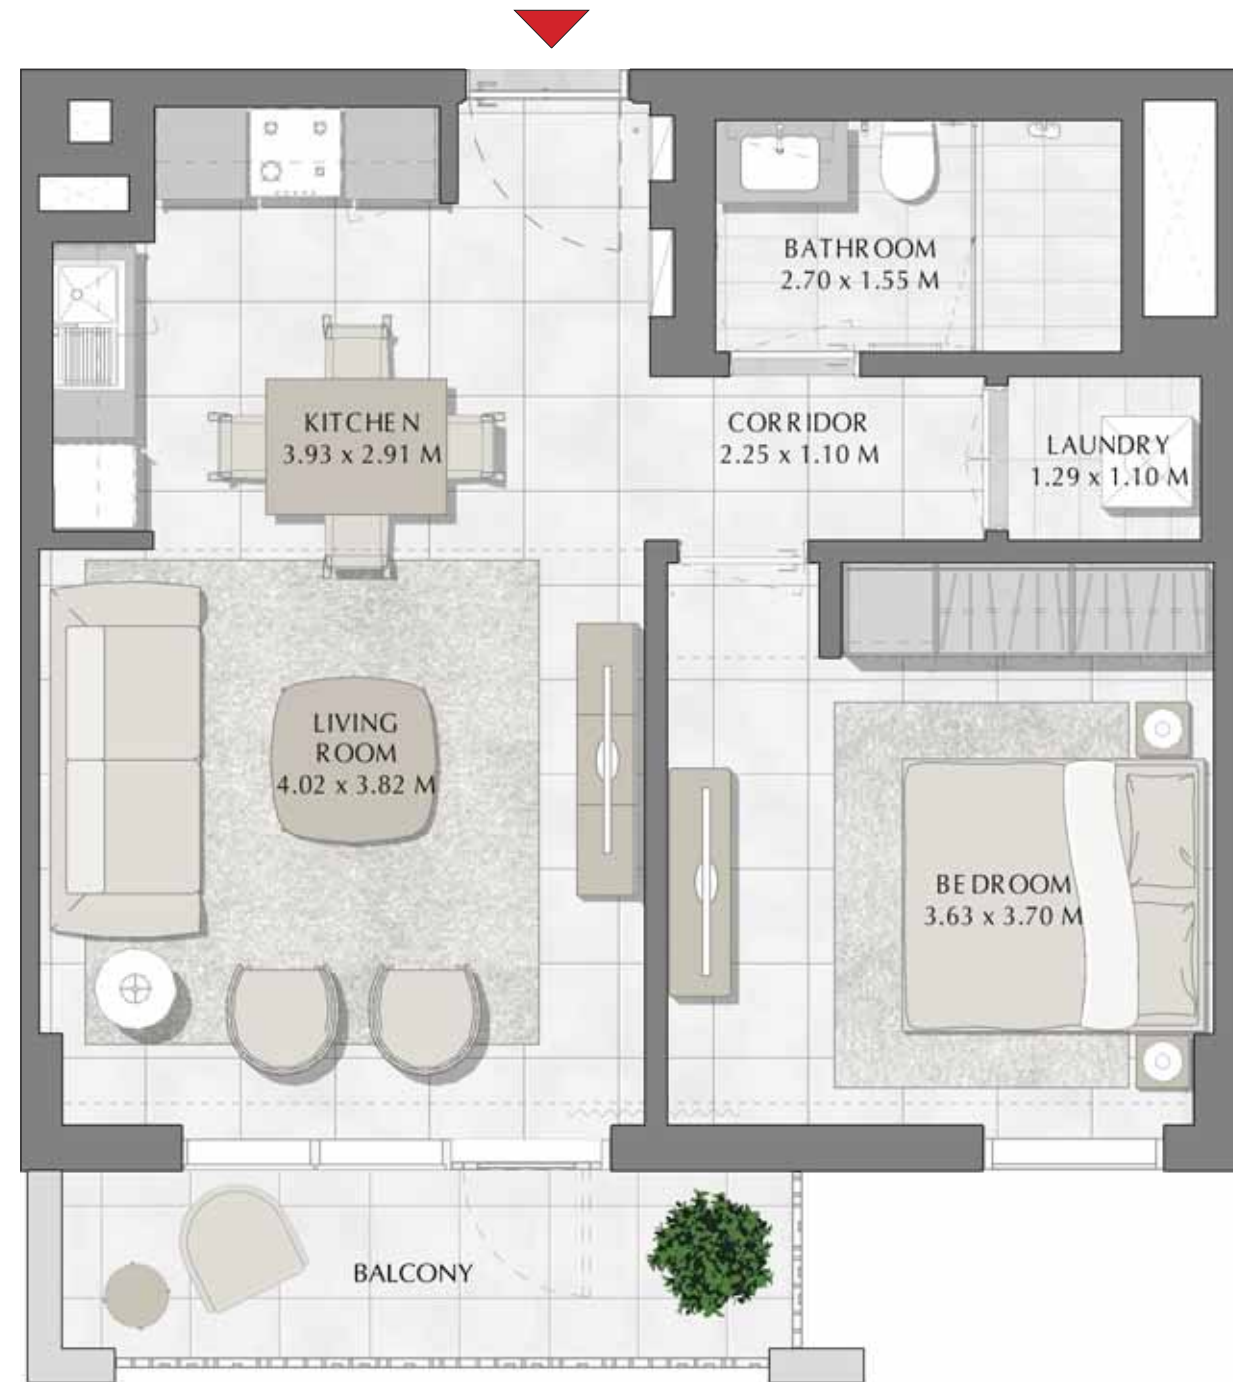 BATHROOM
2.70 x 1.55 M
KITCHEN
3.93 x 2.91 M
CORRIDOR
2.25 x 1.10 M
LAUNDRY
1.29 x 1.10 M
LIVING
ROOM
4.02 x 3.82 M
BEDROOM
3.63 x 3.70 M
BALCONY